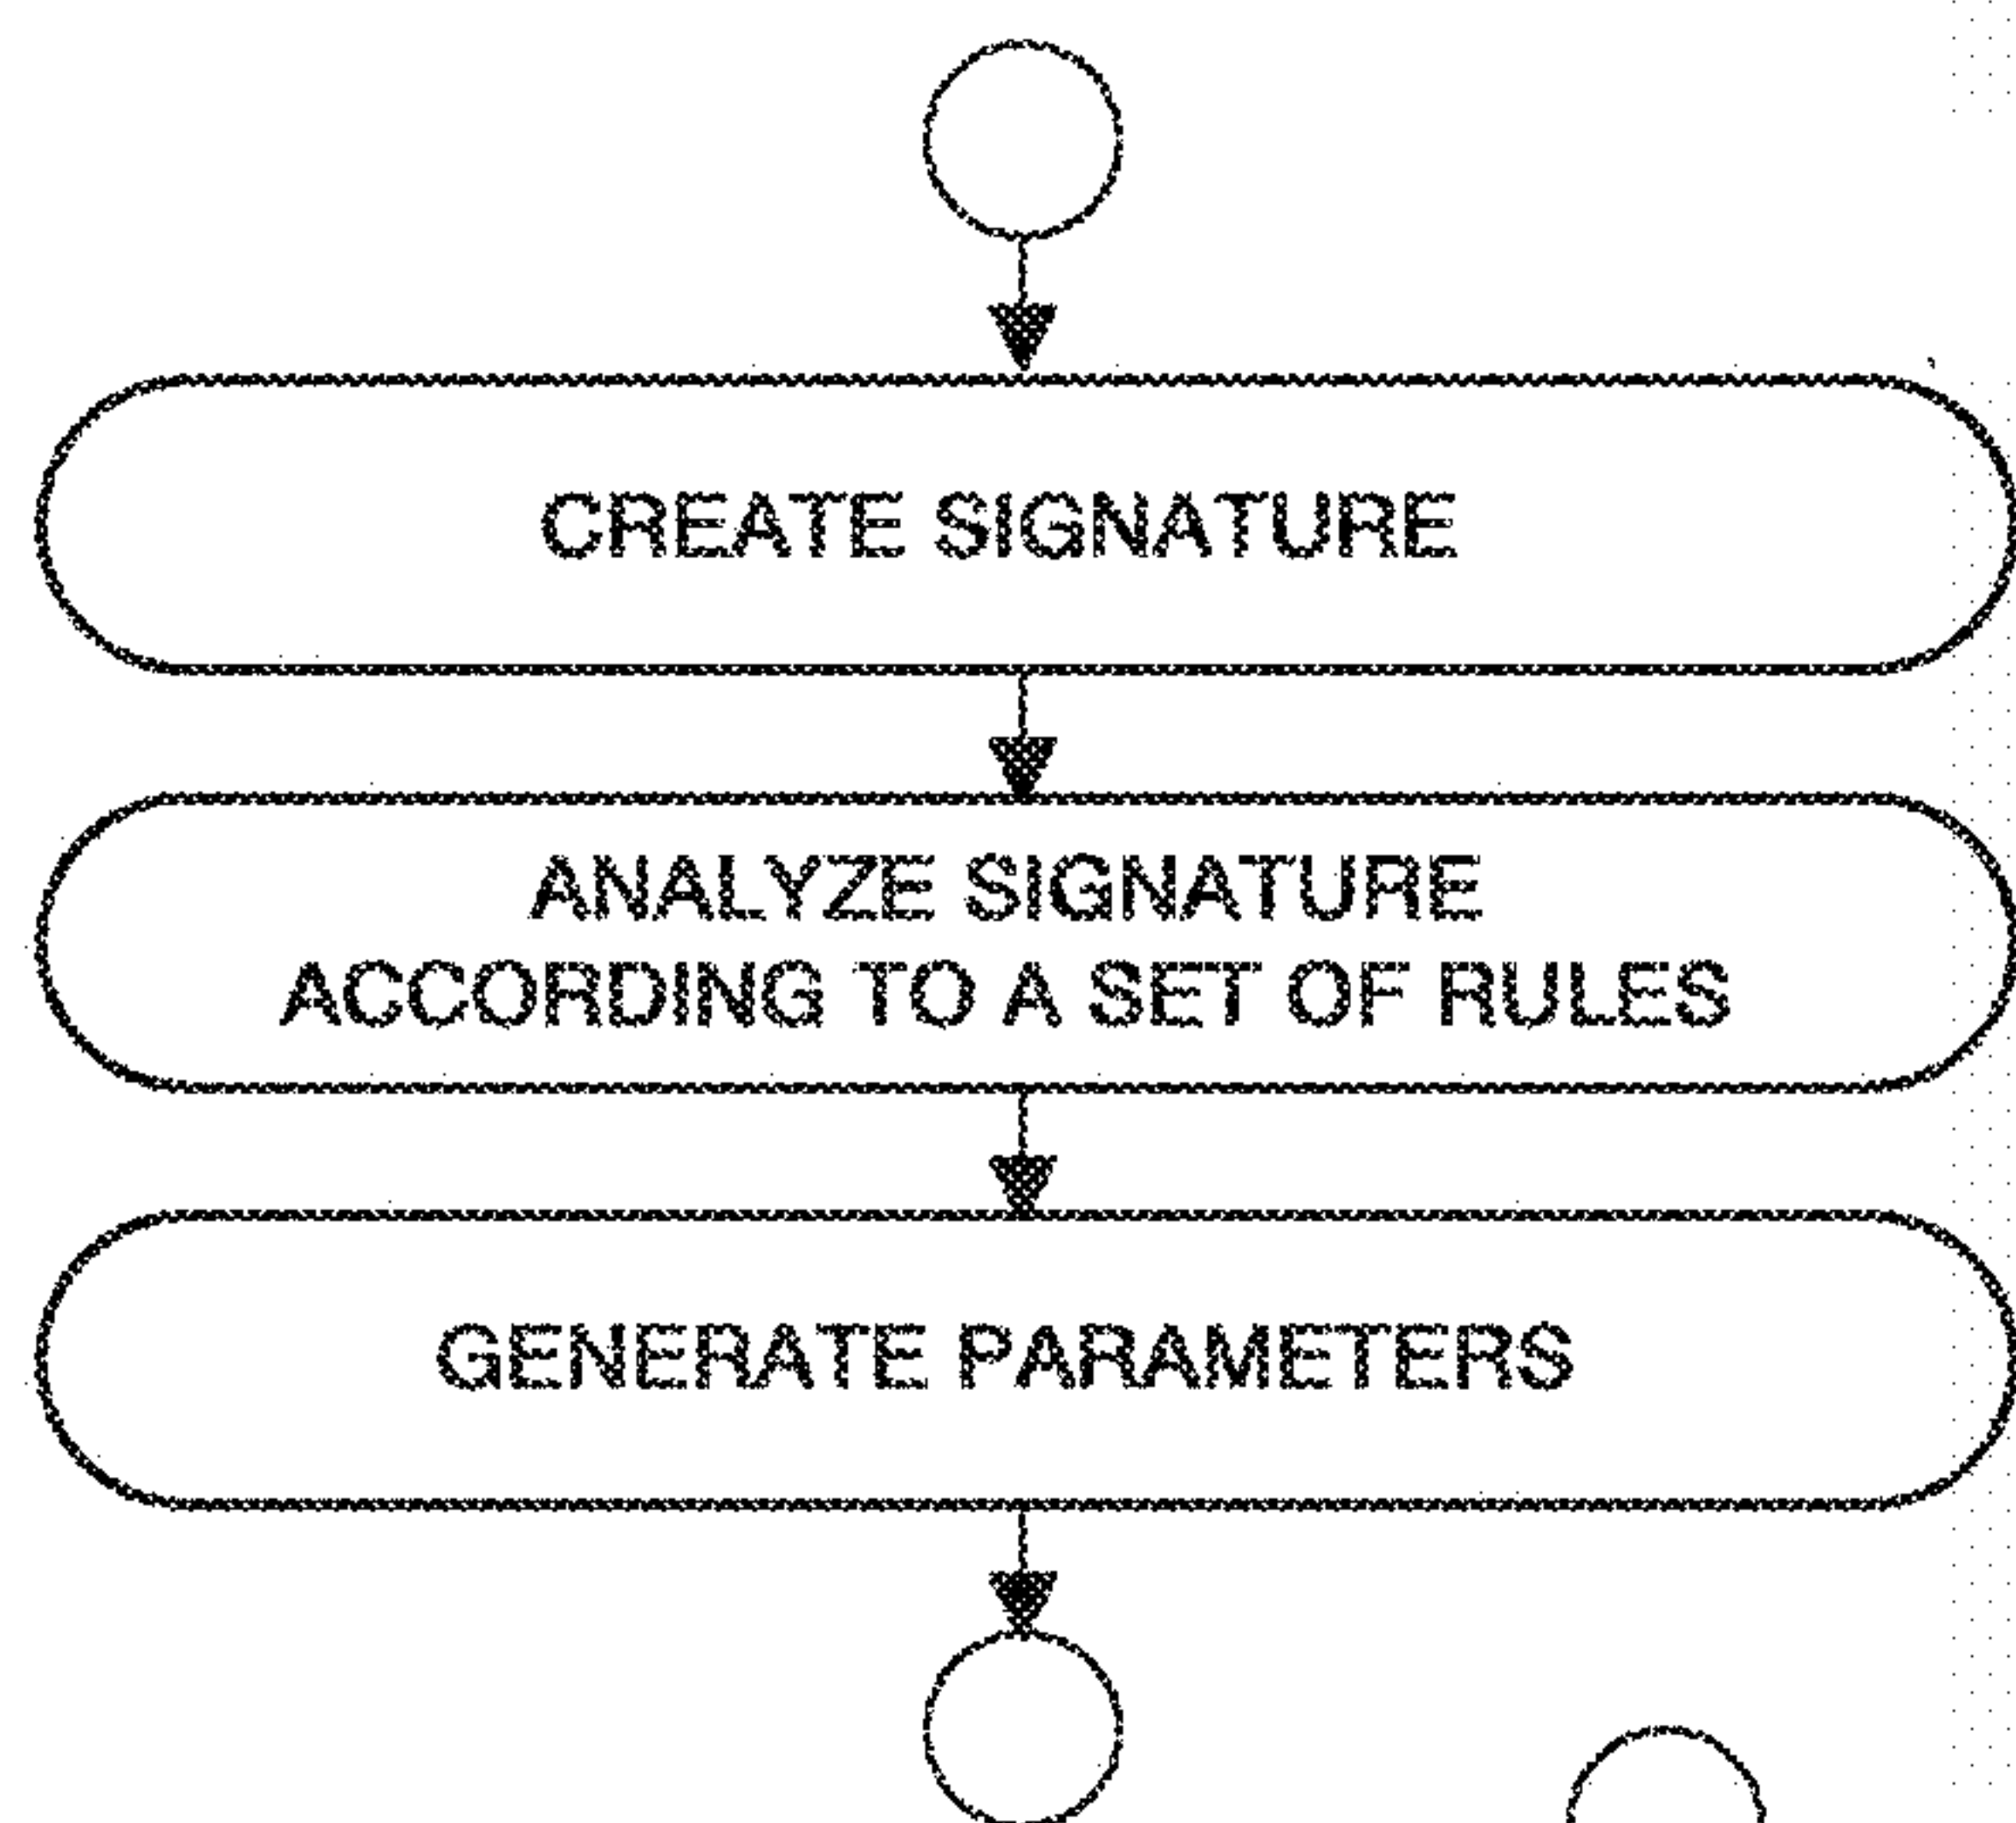 CREATE SIGNATURE
ANALYZE SIGNATURE
ACCORDING TO A SET OF RULES
GENERATE PARAMETERS